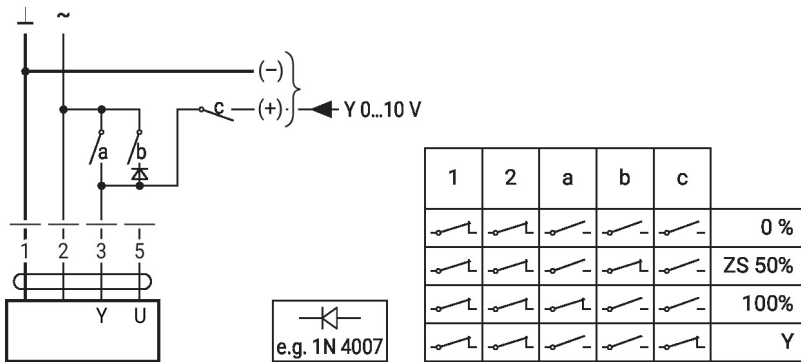 ⊥ ~
(–)
c (+) Y 0...10 V
a b
1 2 3 5
Y U
e.g. 1N 4007
1 2 a b c
0 %
ZS 50%
100%
Y